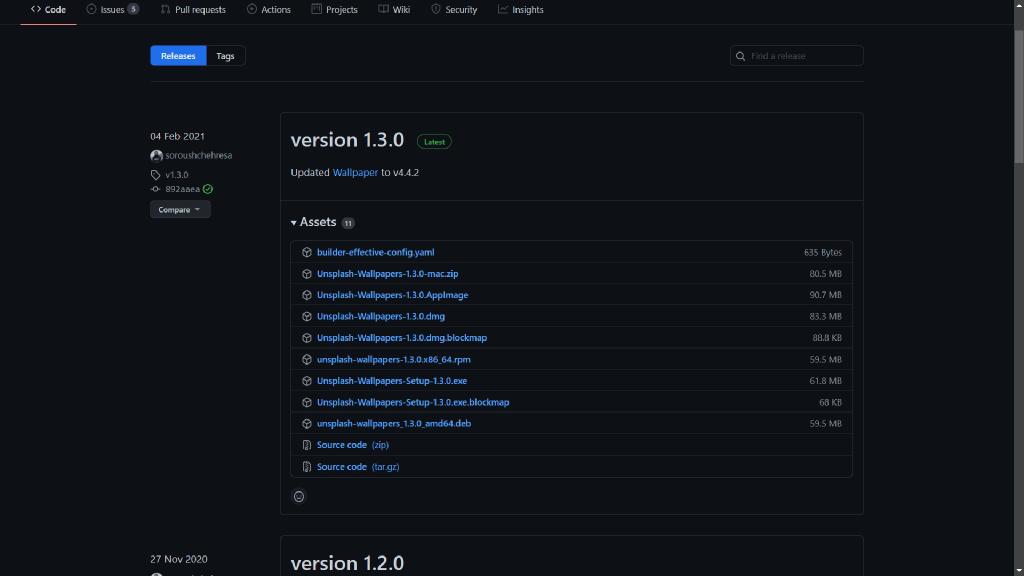 Code Issues 5 Pull requests Actions Projects Wiki Security Insights
Releases Tags Find a release
04 Feb 2021
soroushchehresa
v1.3.0
892aaea
Compare
version 1.3.0 Latest
Updated Wallpaper to v4.4.2
Assets 11
builder-effective-config.yaml 635 Bytes
Unsplash-Wallpapers-1.3.0-mac.zip 80.5 MB
Unsplash-Wallpapers-1.3.0.AppImage 90.7 MB
Unsplash-Wallpapers-1.3.0.dmg 83.3 MB
Unsplash-Wallpapers-1.3.0.dmg.blockmap 88.8 KB
unsplash-wallpapers-1.3.0.x86_64.rpm 59.5 MB
Unsplash-Wallpapers-Setup-1.3.0.exe 61.8 MB
Unsplash-Wallpapers-Setup-1.3.0.exe.blockmap 68 KB
unsplash-wallpapers_1.3.0_amd64.deb 59.5 MB
Source code (zip)
Source code (tar.gz)
27 Nov 2020
version 1.2.0